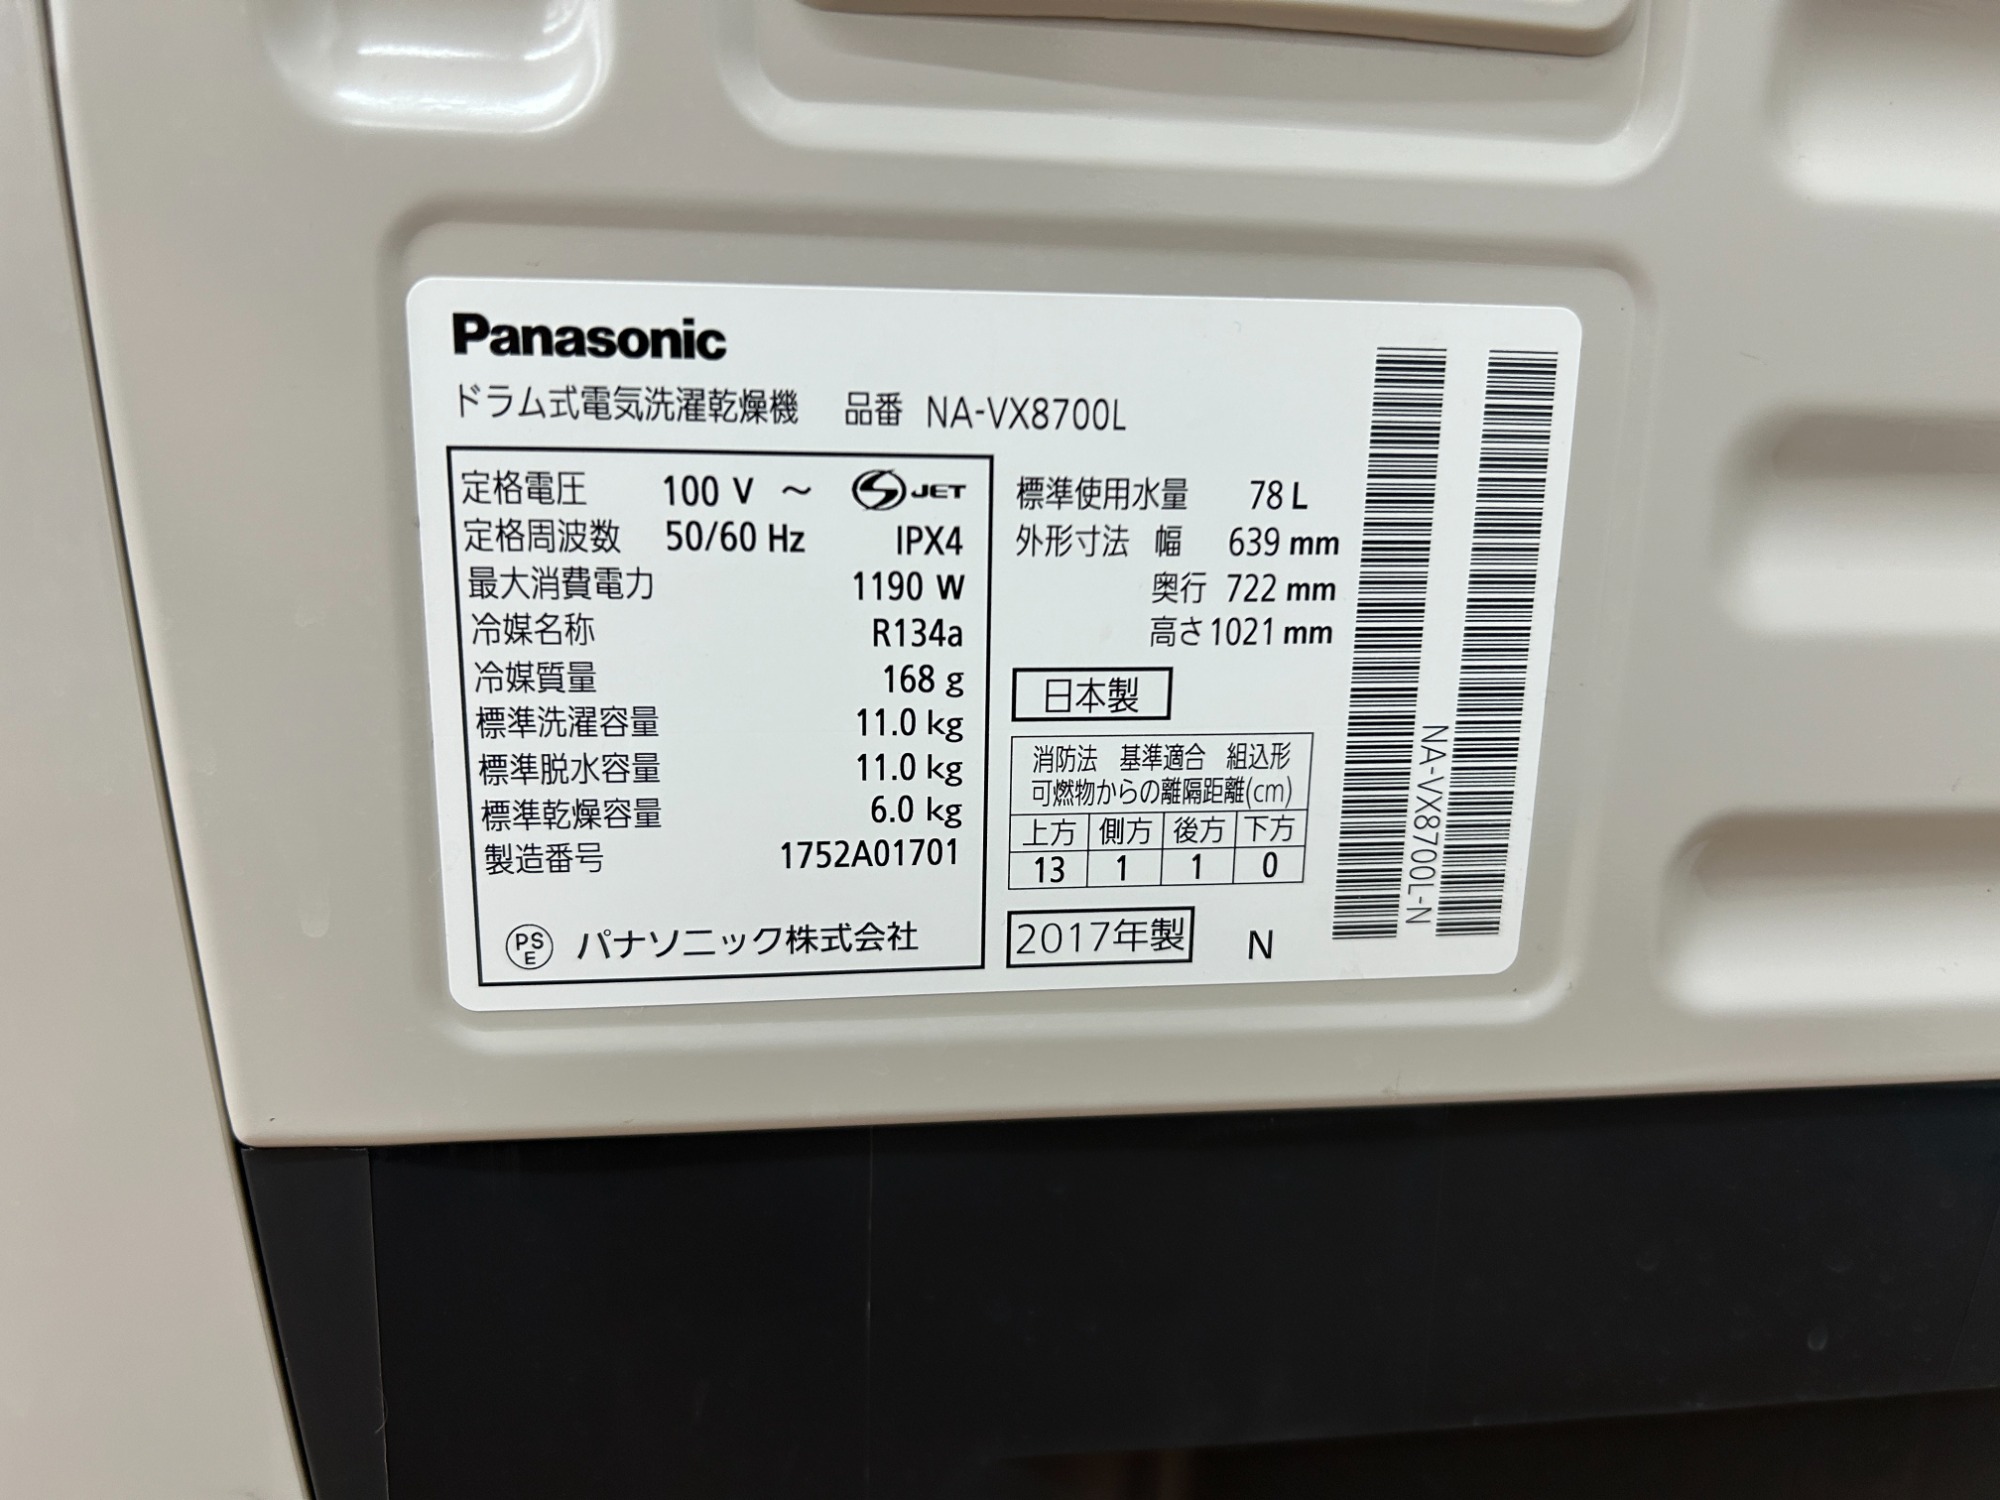 Panasonic
ドラム式電気洗濯乾燥機 品番 NA-VX8700L
定格電圧 100 V ～ S JET
定格周波数 50/60 Hz IPX4
最大消費電力 1190 W
冷媒名称 R134a
冷媒質量 168 g
標準洗濯容量 11.0 kg
標準脱水容量 11.0 kg
標準乾燥容量 6.0 kg
製造番号 1752A01701
PS E パナソニック株式会社
標準使用水量 78 L
外形寸法 幅 639 mm
奥行 722 mm
高さ 1021 mm
日本製
消防法 基準適合 組込形
可燃物からの離隔距離(cm)
上方 側方 後方 下方
13 1 1 0
2017年製 N
NA-VX8700L-N